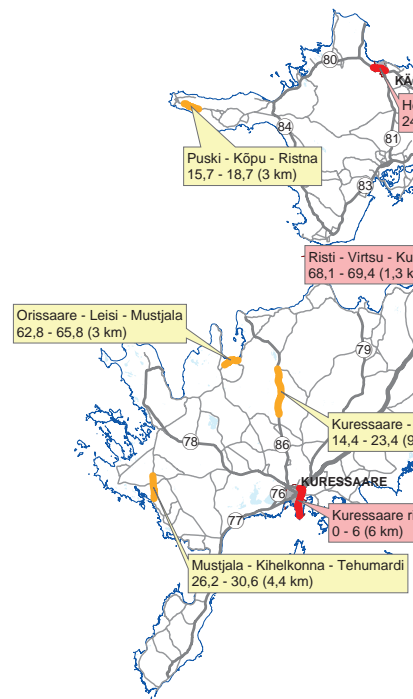 80
KÄ
H
24
84
81
Puski - Kõpu - Ristna
15,7 - 18,7 (3 km)
83
Risti - Virtsu - Ku
68,1 - 69,4 (1,3 k
Orissaare - Leisi - Mustjala
62,8 - 65,8 (3 km)
79
Kuressaare -
14,4 - 23,4 (9
78
86
KURESSAARE
76
77
Kuressaare r
0 - 6 (6 km)
Mustjala - Kihelkonna - Tehumardi
26,2 - 30,6 (4,4 km)